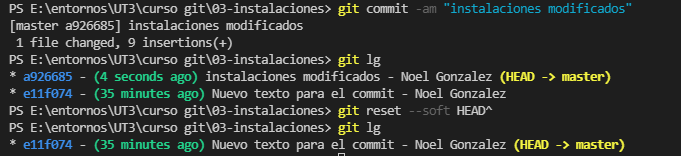 PS E:\entornos\UT3\curso git\03-instalaciones> git commit -am "instalaciones modificados"
[master a926685] instalaciones modificados
 1 file changed, 9 insertions(+)
PS E:\entornos\UT3\curso git\03-instalaciones> git lg
* a926685 - (4 seconds ago) instalaciones modificados - Noel Gonzalez (HEAD -> master)
* e11f074 - (35 minutes ago) Nuevo texto para el commit - Noel Gonzalez
PS E:\entornos\UT3\curso git\03-instalaciones> git reset --soft HEAD^
PS E:\entornos\UT3\curso git\03-instalaciones> git lg
* e11f074 - (35 minutes ago) Nuevo texto para el commit - Noel Gonzalez (HEAD -> master)